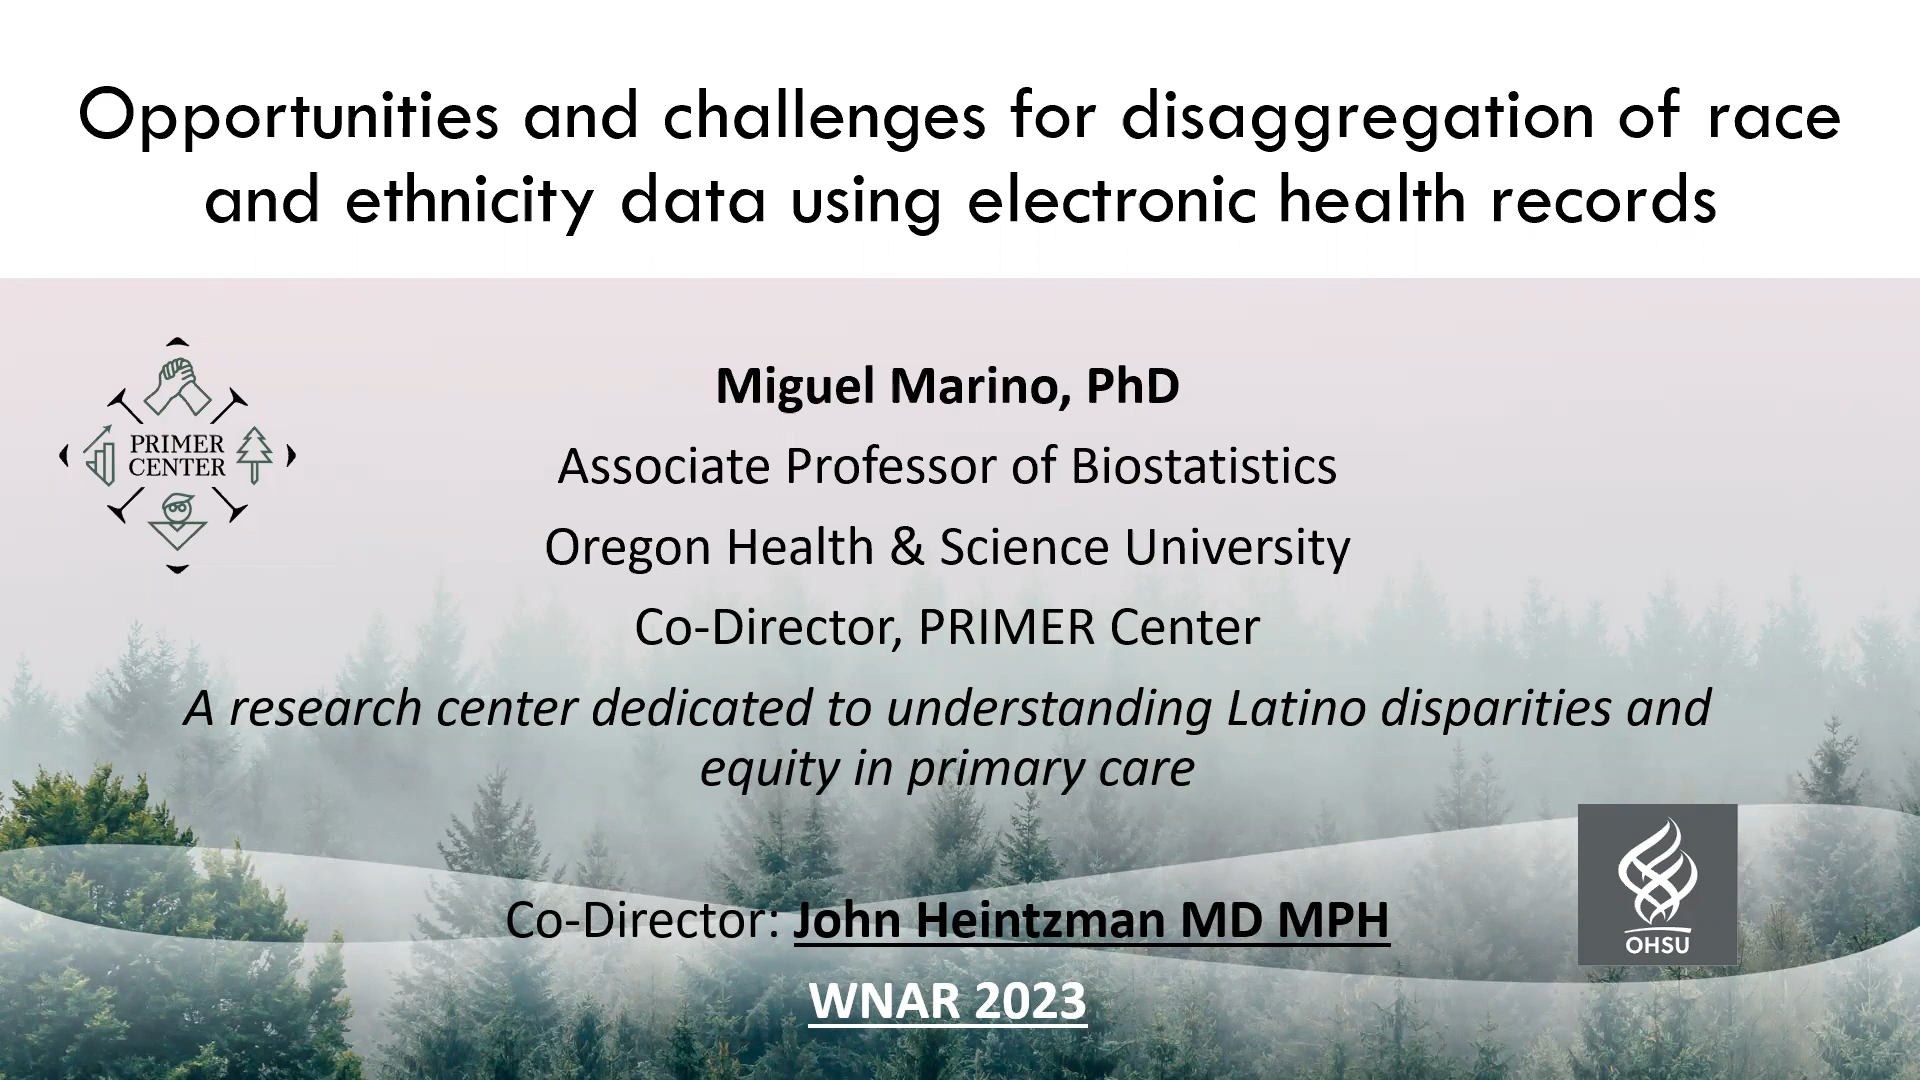 Opportunities and challenges for disaggregation of race
and ethnicity data using electronic health records
PRIMER
CENTER
Miguel Marino, PhD
Associate Professor of Biostatistics
Oregon Health & Science University
Co-Director, PRIMER Center
A research center dedicated to understanding Latino disparities and
equity in primary care
Co-Director: John Heintzman MD MPH
OHSU
WNAR 2023